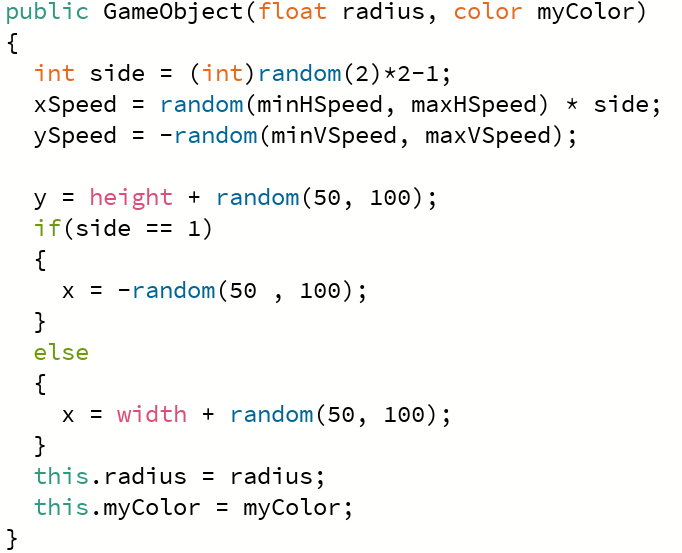 public GameObject(float radius, color myColor)
{
  int side = (int)random(2)*2-1;
  xSpeed = random(minHSpeed, maxHSpeed) * side;
  ySpeed = -random(minVSpeed, maxVSpeed);

  y = height + random(50, 100);
  if(side == 1)
  {
    x = -random(50 , 100);
  }
  else
  {
    x = width + random(50, 100);
  }
  this.radius = radius;
  this.myColor = myColor;
}